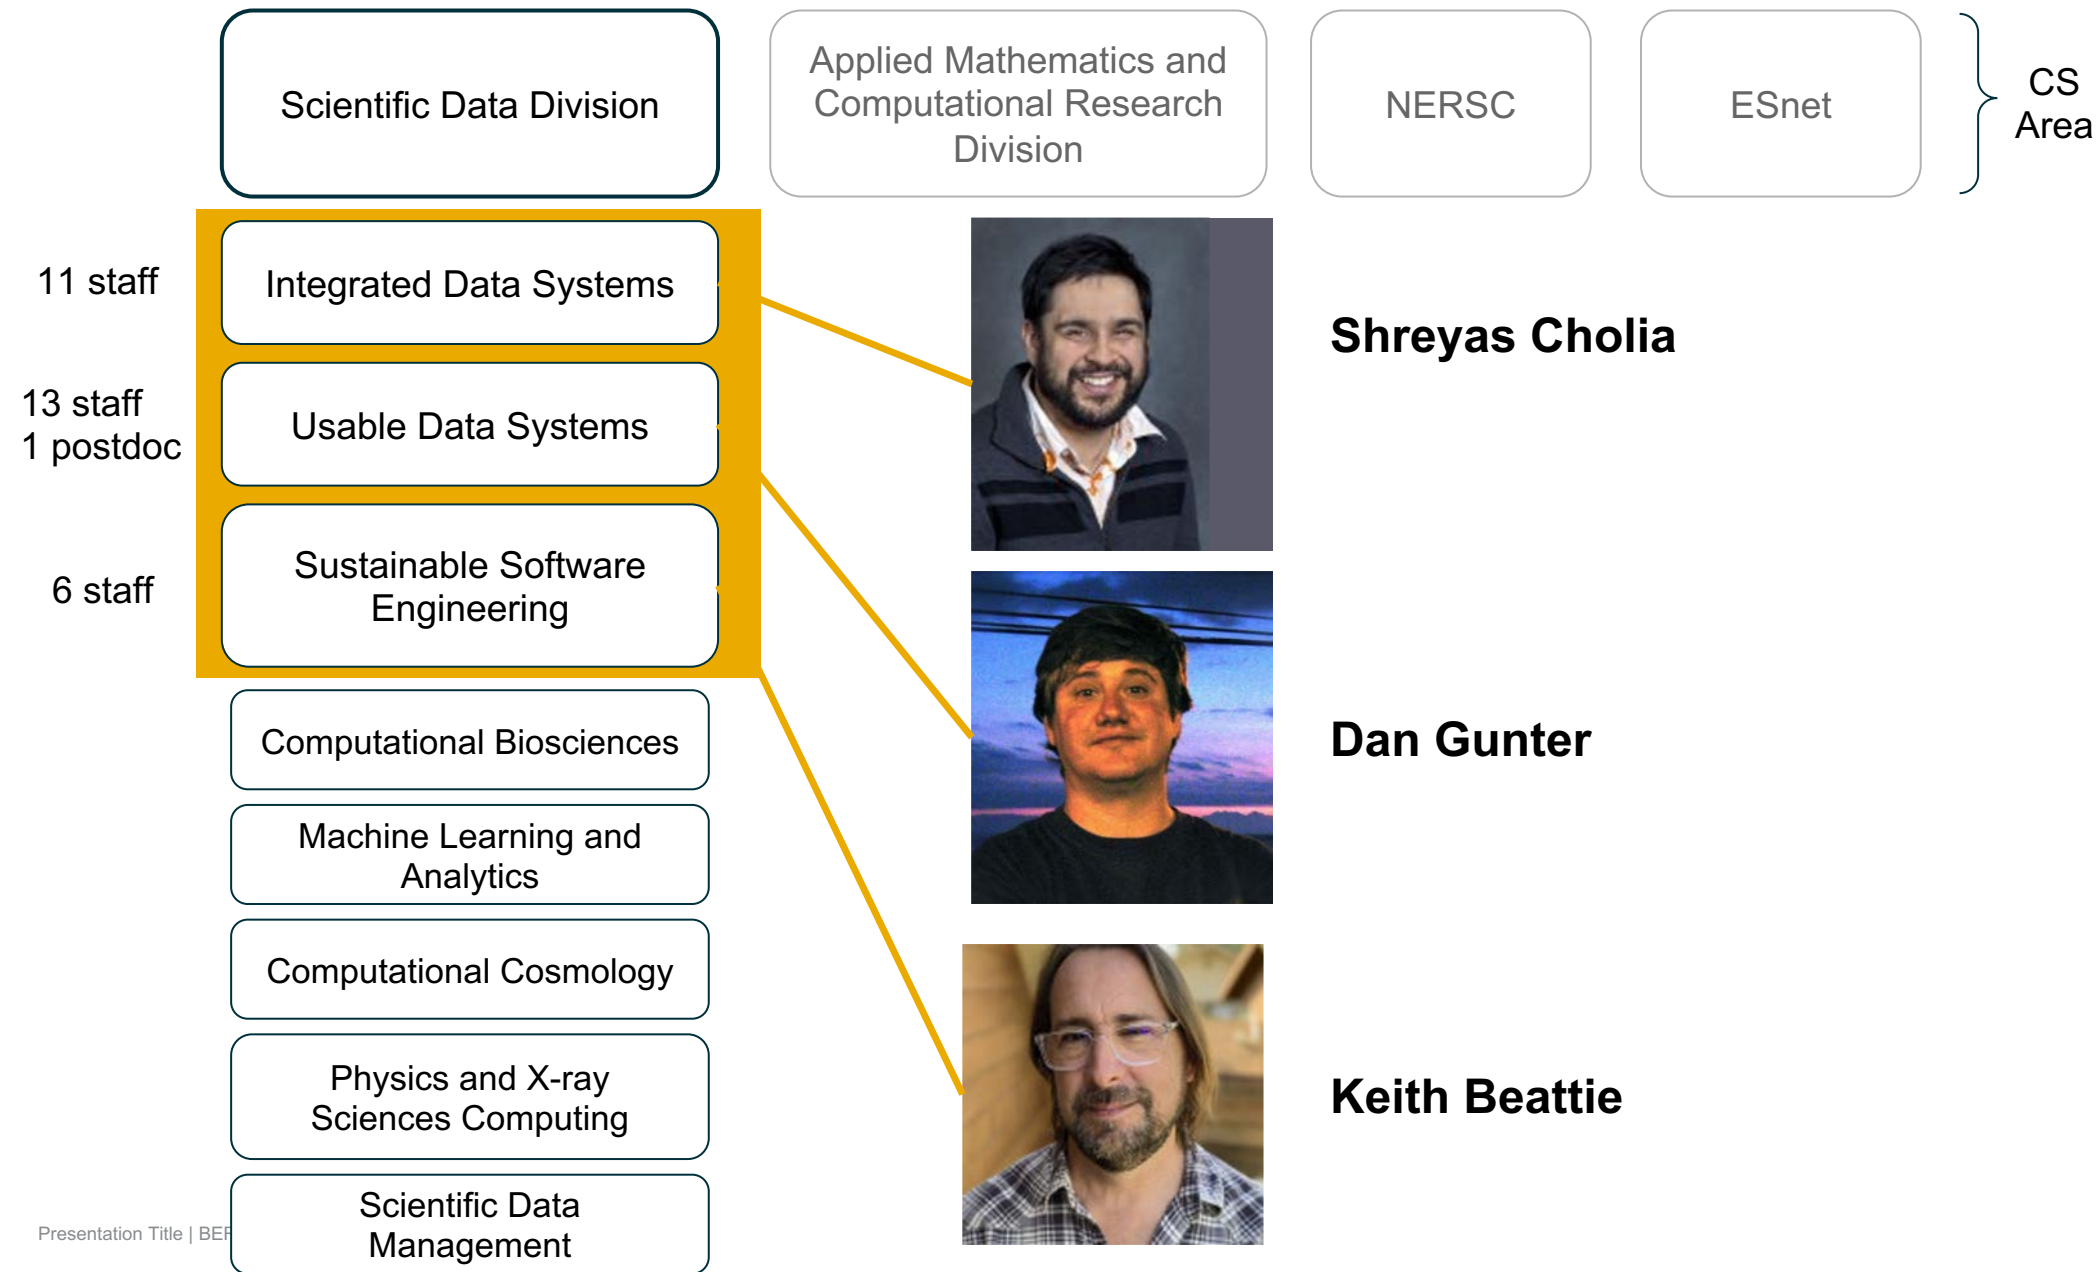 Scientific Data Division
Applied Mathematics and
Computational Research
Division
NERSC
ESnet
CS
Area
11 staff
Integrated Data Systems
Shreyas Cholia
13 staff
1 postdoc
Usable Data Systems
6 staff
Sustainable Software
Engineering
Dan Gunter
Computational Biosciences
Machine Learning and
Analytics
Computational Cosmology
Keith Beattie
Physics and X-ray
Sciences Computing
Scientific Data
Management
Presentation Title |